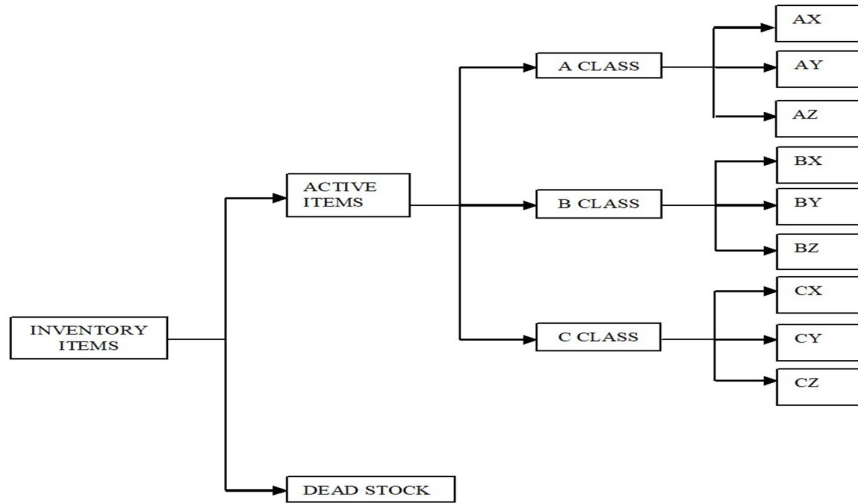 INVENTORY
ITEMS
ACTIVE
ITEMS
DEAD STOCK
A CLASS
B CLASS
C CLASS
AX
AY
AZ
BX
BY
BZ
CX
CY
CZ